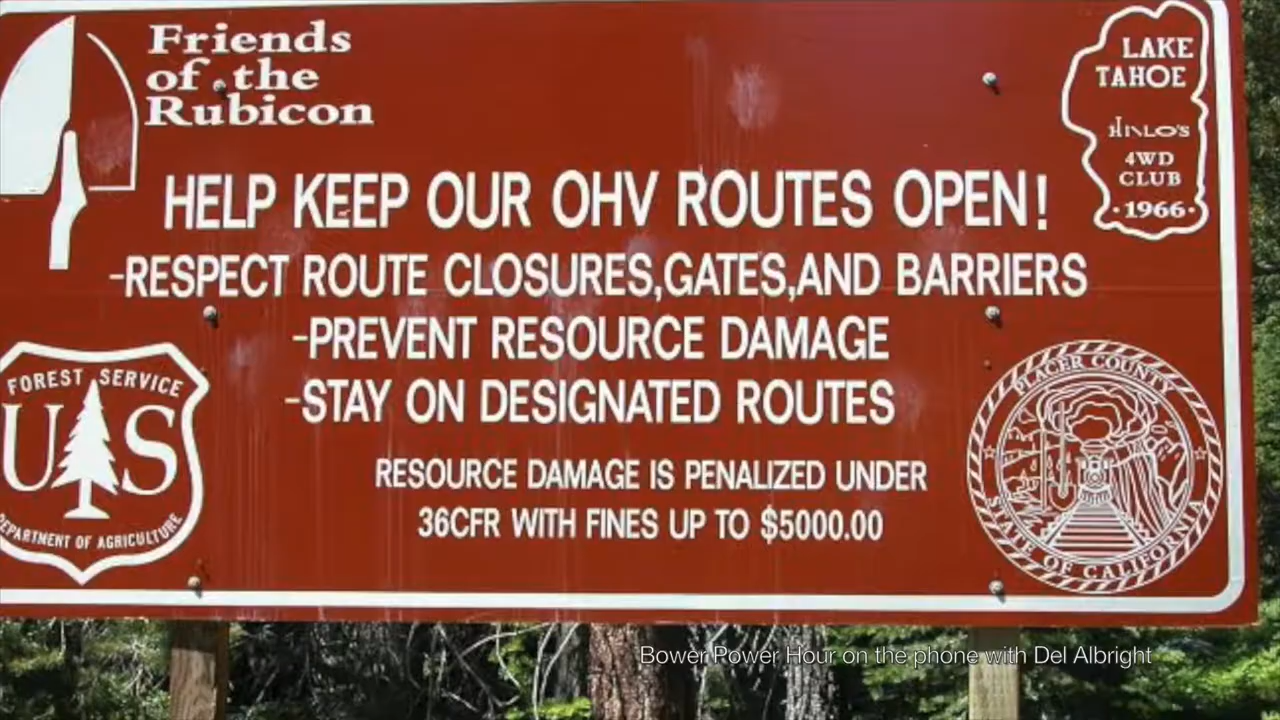 Friends
of the
Rubicon
LAKE
TAHOE
HINLO'S
4WD
CLUB
·1966·
HELP KEEP OUR OHV ROUTES OPEN!
-RESPECT ROUTE CLOSURES,GATES,AND BARRIERS
-PREVENT RESOURCE DAMAGE
-STAY ON DESIGNATED ROUTES
RESOURCE DAMAGE IS PENALIZED UNDER
36CFR WITH FINES UP TO $5000.00
FOREST SERVICE
US
DEPARTMENT OF AGRICULTURE
PLACER COUNTY
STATE OF CALIFORNIA
Bower Power Hour on the phone with Del Albright